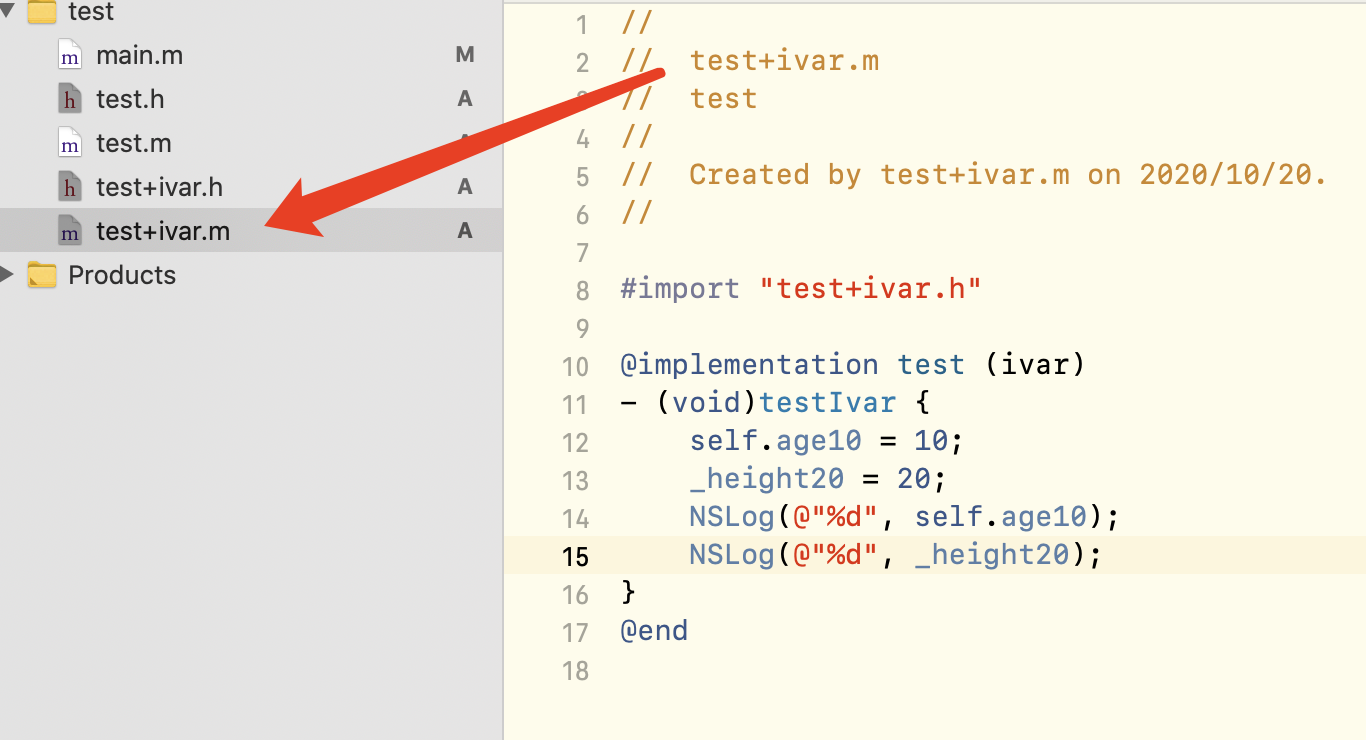 test
main.m M
test.h A
test.m
test+ivar.h A
test+ivar.m A
Products
1 //
2 //  test+ivar.m
//  test
4 //
5 //  Created by test+ivar.m on 2020/10/20.
6 //
7
8 #import "test+ivar.h"
9
10 @implementation test (ivar)
11 - (void)testIvar {
12     self.age10 = 10;
13     _height20 = 20;
14     NSLog(@"%d", self.age10);
15     NSLog(@"%d", _height20);
16 }
17 @end
18